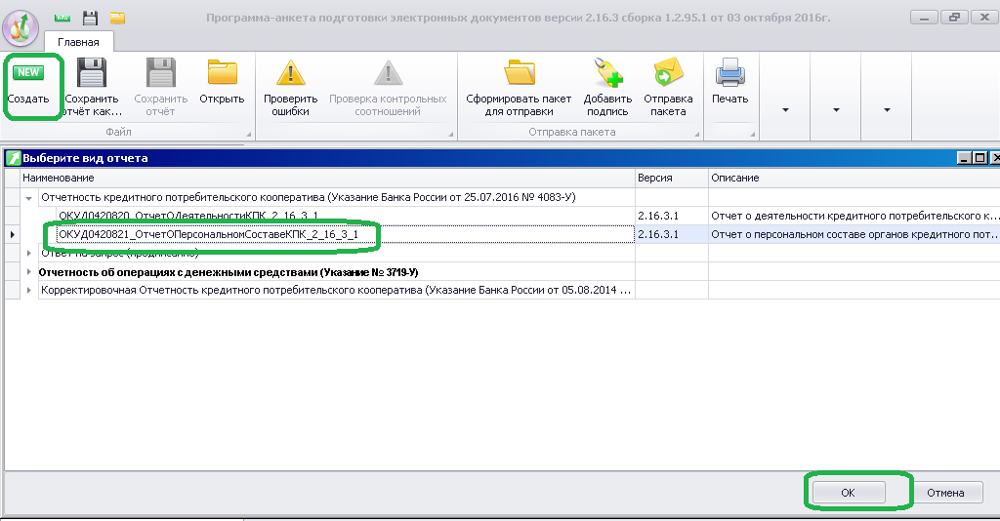 NEW
Программа-анкета подготовки электронных документов версии 2.16.3 сборка 1.2.95.1 от 03 октября 2016г.
Главная
NEW
Создать
Сохранить отчёт как...
Сохранить отчёт
Открыть
Проверить ошибки
Проверка контрольных соотношений
Сформировать пакет для отправки
Добавить подпись
Отправка пакета
Печать
Файл
Отправка пакета
Выберите вид отчета
Наименование Версия Описание
Отчетность кредитного потребительского кооператива (Указание Банка России от 25.07.2016 № 4083-У)
ОКУД0420820_ОтчетОДеятельностиКПК_2_16_3_1 2.16.3.1 Отчет о деятельности кредитного потребительского к...
ОКУД0420821_ОтчетОПерсональномСоставеКПК_2_16_3_1 2.16.3.1 Отчет о персональном составе органов кредитного пот...
Ответ на запрос (предписание)
Отчетность об операциях с денежными средствами (Указание № 3719-У)
Корректировочная Отчетность кредитного потребительского кооператива (Указание Банка России от 05.08.2014 ...
OK Отмена